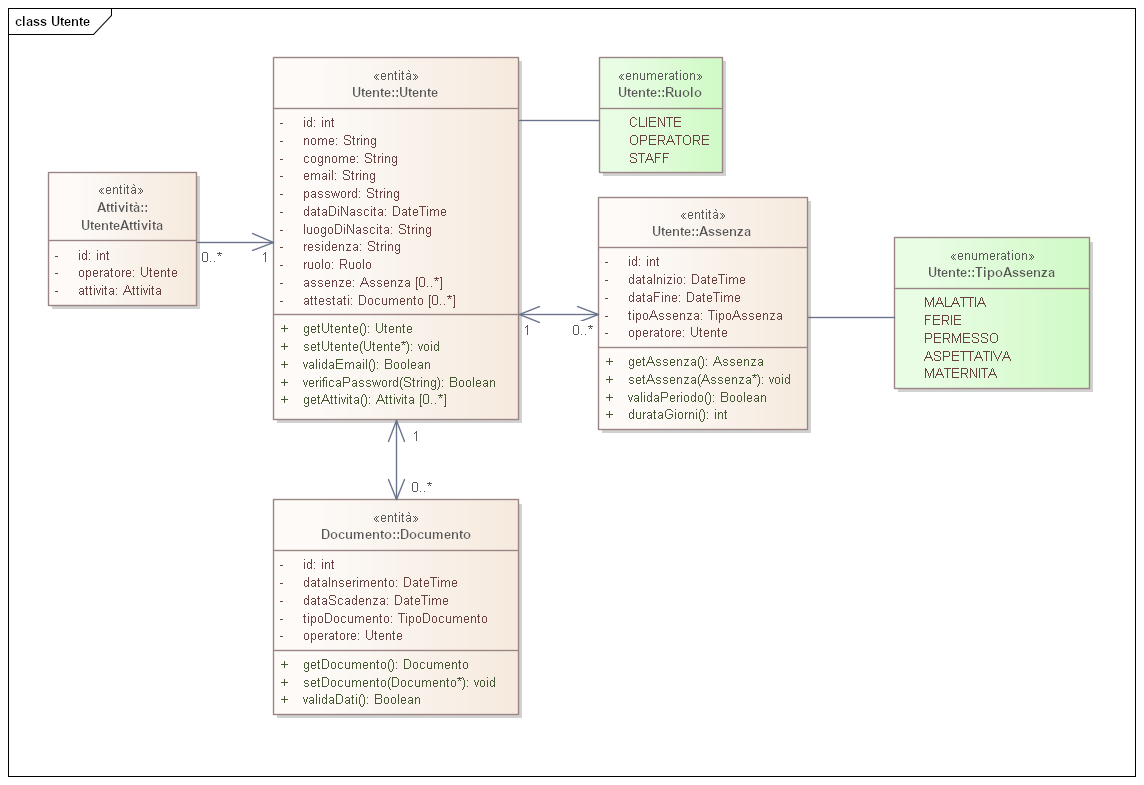 class Utente
«entità»
Utente::Utente
- id: int
- nome: String
- cognome: String
- email: String
- password: String
- dataDiNascita: DateTime
- luogoDiNascita: String
- residenza: String
- ruolo: Ruolo
- assenze: Assenza [0..*]
- attestati: Documento [0..*]
+ getUtente(): Utente
+ setUtente(Utente*): void
+ validaEmail(): Boolean
+ verificaPassword(String): Boolean
+ getAttivita(): Attivita [0..*]
«enumeration»
Utente::Ruolo
CLIENTE
OPERATORE
STAFF
«entità»
Attività::
UtenteAttivita
- id: int
- operatore: Utente
- attivita: Attivita
0..*
1
«entità»
Utente::Assenza
- id: int
- dataInizio: DateTime
- dataFine: DateTime
- tipoAssenza: TipoAssenza
- operatore: Utente
+ getAssenza(): Assenza
+ setAssenza(Assenza*): void
+ validaPeriodo(): Boolean
+ durataGiorni(): int
1
0..*
«enumeration»
Utente::TipoAssenza
MALATTIA
FERIE
PERMESSO
ASPETTATIVA
MATERNITA
1
0..*
«entità»
Documento::Documento
- id: int
- dataInserimento: DateTime
- dataScadenza: DateTime
- tipoDocumento: TipoDocumento
- operatore: Utente
+ getDocumento(): Documento
+ setDocumento(Documento*): void
+ validaDati(): Boolean